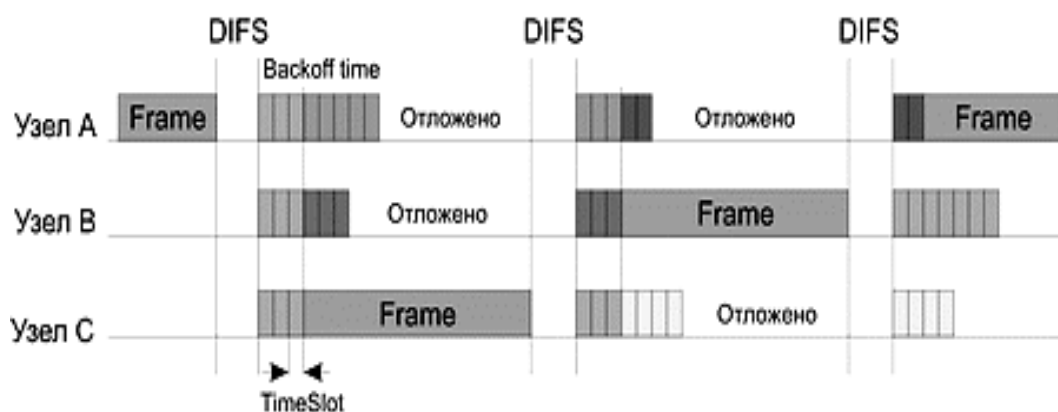 DIFS DIFS DIFS
Backoff time
Узел A Frame Отложено Отложено Frame
Узел B Отложено Frame
Узел C Frame Отложено
TimeSlot